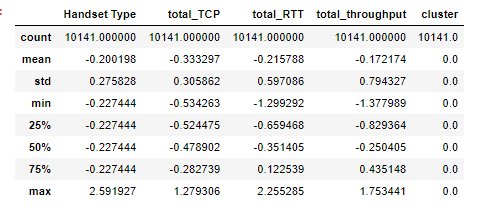 Handset Type total_TCP total_RTT total_throughput cluster
count 10141.000000 10141.000000 10141.000000 10141.000000 10141.0
mean -0.200198 -0.333297 -0.215788 -0.172174 0.0
std 0.275828 0.305862 0.597086 0.794327 0.0
min -0.227444 -0.534263 -1.299292 -1.377989 0.0
25% -0.227444 -0.524475 -0.659468 -0.829364 0.0
50% -0.227444 -0.478902 -0.351405 -0.250405 0.0
75% -0.227444 -0.282739 0.122539 0.435148 0.0
max 2.591927 1.279306 2.255285 1.753441 0.0